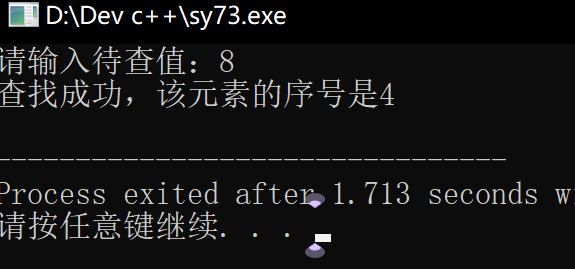 D:\Dev c++\sy73.exe
请输入待查值：8
查找成功，该元素的序号是4
--------------------------------
Process exited after 1.713 seconds
请按任意键继续. . .